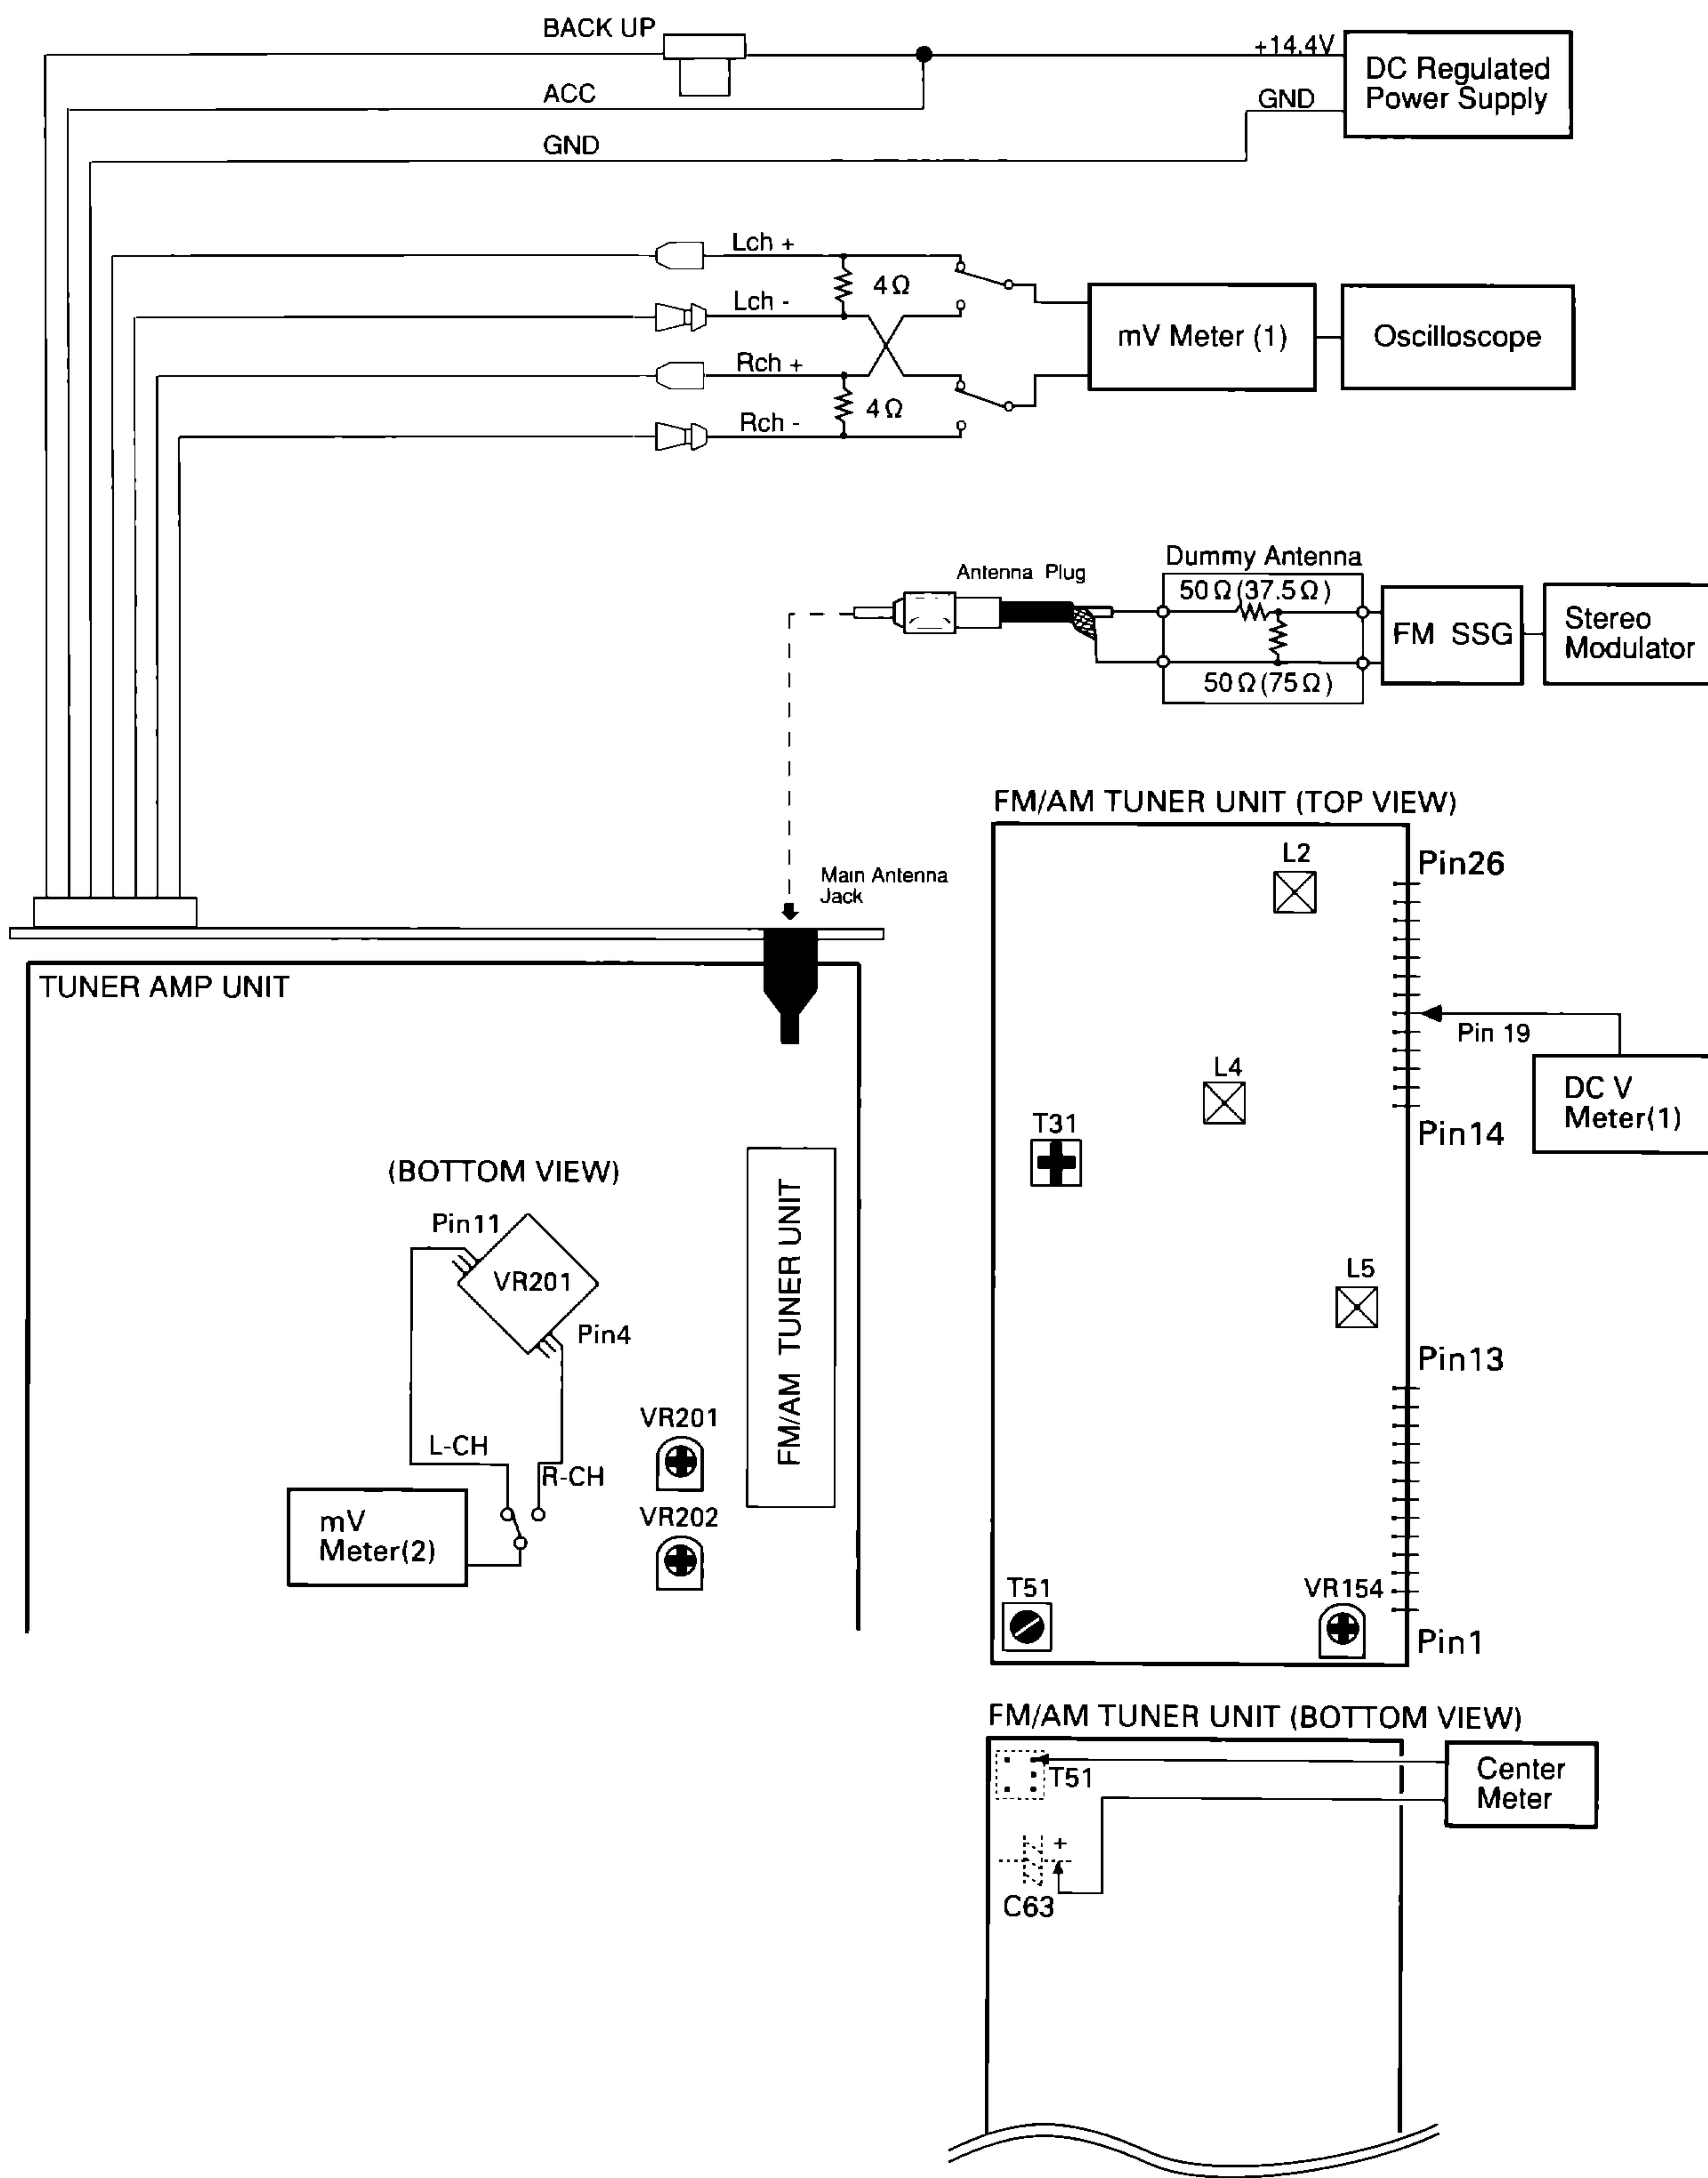 BACK UP
+14.4V
DC Regulated
Power Supply
ACC
GND
GND
Lch +
4Ω
Lch -
mV Meter (1)
Oscilloscope
Rch +
4Ω
Rch -
Dummy Antenna
Antenna Plug
50Ω(37.5Ω)
FM SSG
Stereo
Modulator
50Ω(75Ω)
Main Antenna
Jack
TUNER AMP UNIT
(BOTTOM VIEW)
Pin11
VR201
Pin4
L-CH
R-CH
mV
Meter(2)
VR201
VR202
FM/AM TUNER UNIT
FM/AM TUNER UNIT (TOP VIEW)
L2
Pin26
Pin 19
L4
DC V
Meter(1)
T31
Pin14
L5
Pin13
T51
VR154
Pin1
FM/AM TUNER UNIT (BOTTOM VIEW)
T51
Center
Meter
+
C63